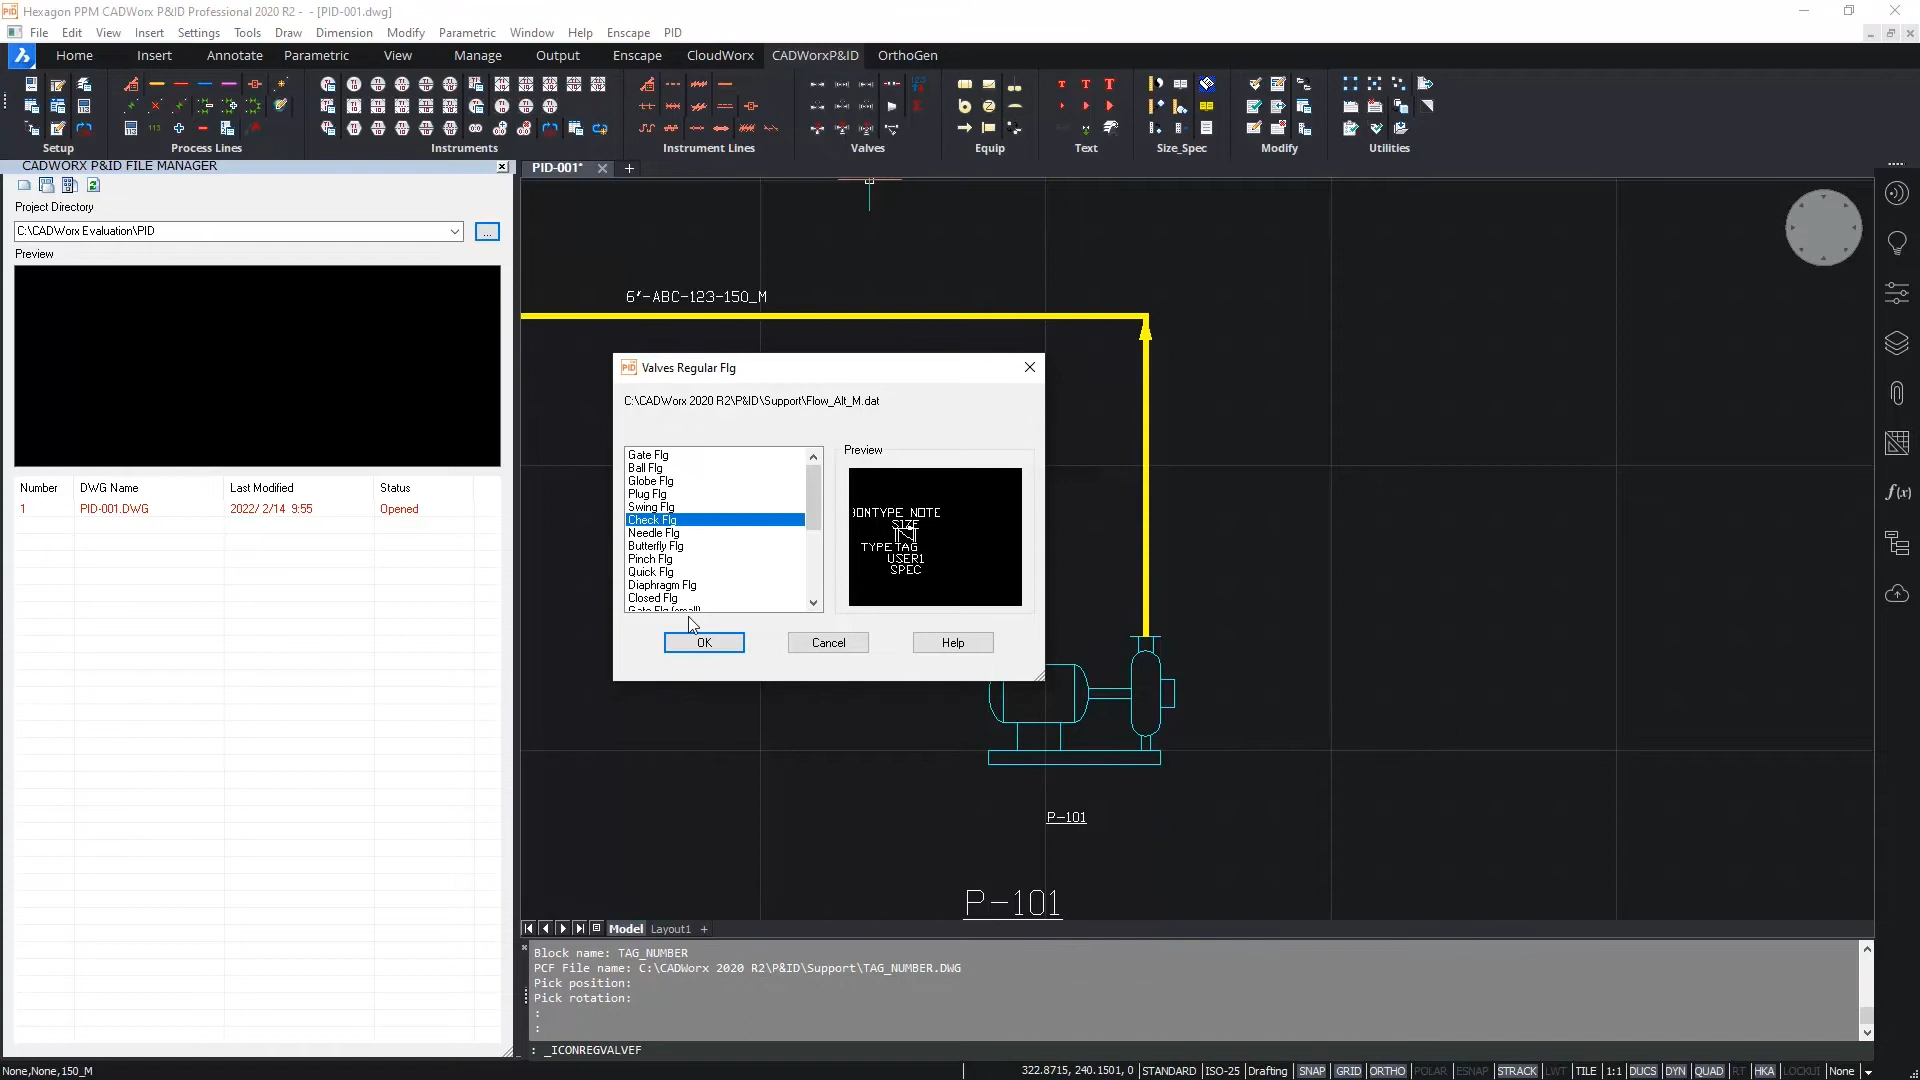 Hexagon PPM CADWorx P&ID Professional 2020 R2 - - [PID-001.dwg]
File Edit View Insert Settings Tools Draw Dimension Modify Parametric Window Help Enscape PID
Home Insert Annotate Parametric View Manage Output Enscape CloudWorx CADWorxP&ID OrthoGen
Setup Process Lines Instruments Instrument Lines Valves Equip Text Size_Spec Modify Utilities
CADWORX P&ID FILE MANAGER
PID-001*
Project Directory
C:\CADWorx Evaluation\PID
...
Preview
Number DWG Name Last Modified Status
1 PID-001.DWG 2022/ 2/14 9:55 Opened
6"-ABC-123-150_M
Valves Regular Flg
C:\CADWorx 2020 R2\P&ID\Support\Flow_Alt_M.dat
Gate Flg
Ball Flg
Globe Flg
Plug Flg
Swing Flg
Check Flg
Needle Flg
Butterfly Flg
Pinch Flg
Quick Flg
Diaphragm Flg
Closed Flg
Gate Flg (small)
Preview
TYPE NOTE
SIZE
TYPETAG
USER1
SPEC
OK Cancel Help
P-101
P-101
Model Layout1 +
Block name: TAG_NUMBER
PCF File name: C:\CADWorx 2020 R2\P&ID\Support\TAG_NUMBER.DWG
Pick position:
Pick rotation:
:
:
: _ICONREGVALVEF
None,None,150_M
322.8715, 240.1501, 0 STANDARD ISO-25 Drafting SNAP GRID ORTHO POLAR ESNAP STRACK LWT TILE 1:1 DUCS DYN QUAD RT HKA LOCKUI None